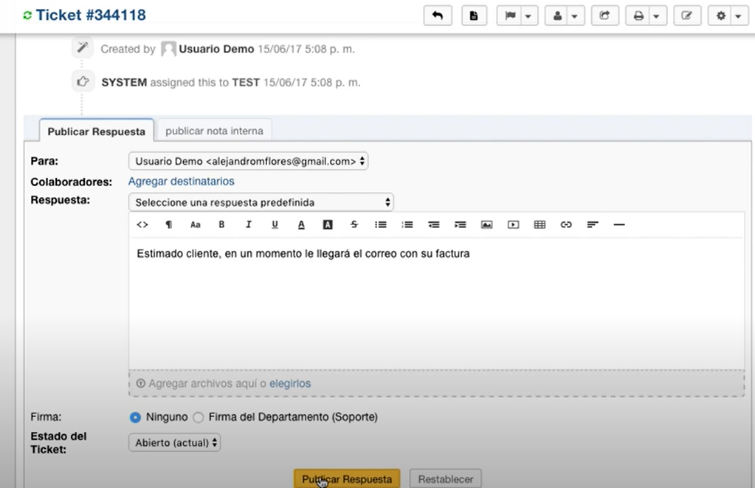 Ticket #344118
Created by Usuario Demo 15/06/17 5:08 p. m.
SYSTEM assigned this to TEST 15/06/17 5:08 p. m.
Publicar Respuesta publicar nota interna
Para: Usuario Demo <alejandromflores@gmail.com>
Colaboradores: Agregar destinatarios
Respuesta: Seleccione una respuesta predefinida
<> ¶ Aa B I U A A S
Estimado cliente, en un momento le llegará el correo con su factura
Agregar archivos aquí o elegirlos
Firma: Ninguno Firma del Departamento (Soporte)
Estado del
Ticket: Abierto (actual)
Publicar Respuesta Restablecer